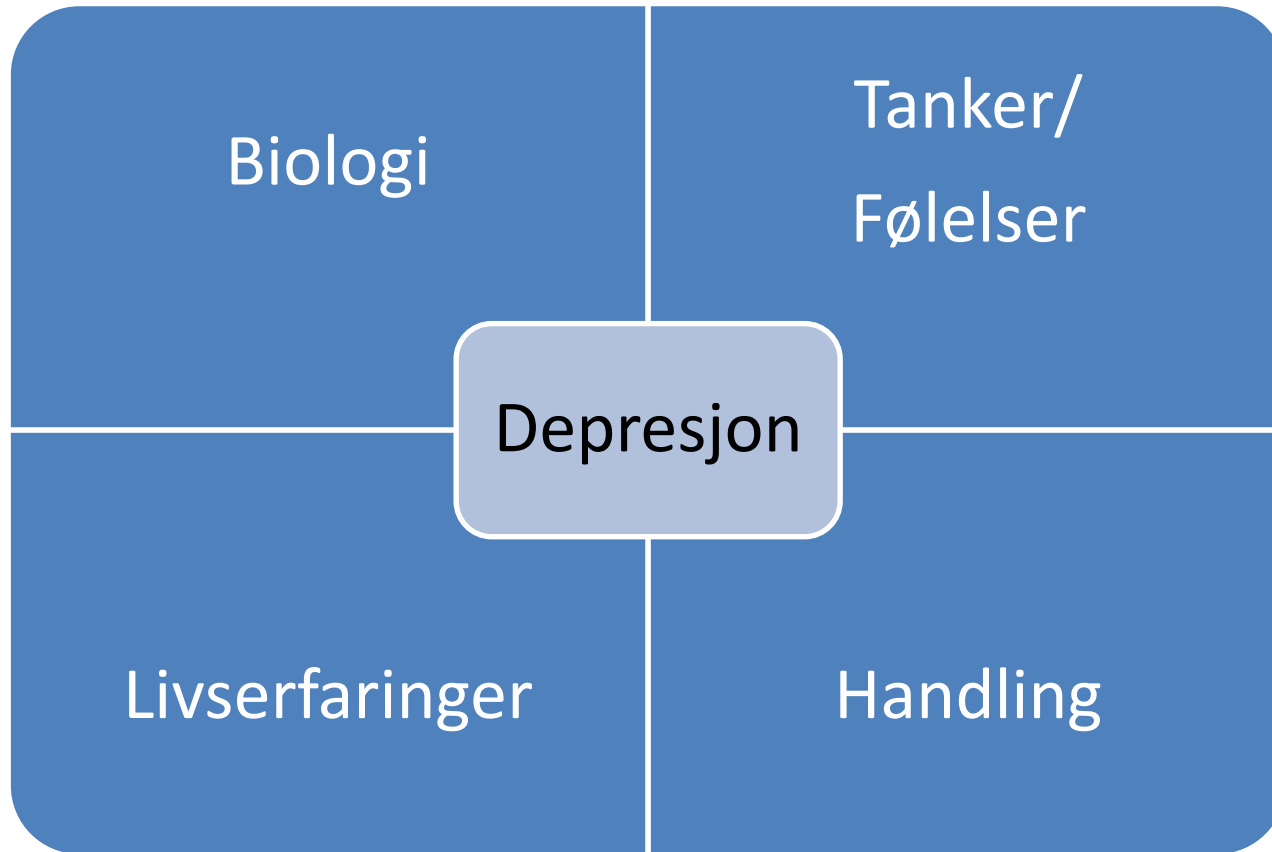 Biologi
Tanker/
Følelser
Depresjon
Livserfaringer
Handling